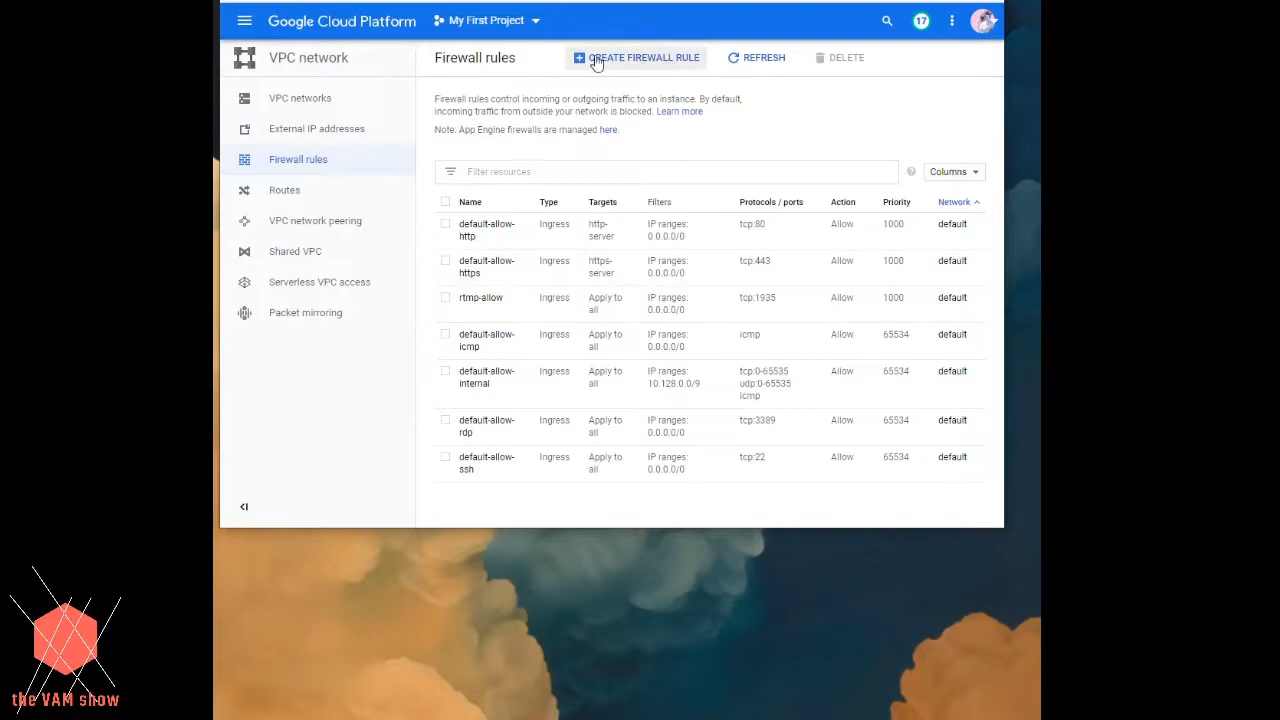 Google Cloud Platform My First Project 17
VPC network
Firewall rules CREATE FIREWALL RULE REFRESH DELETE
VPC networks
External IP addresses
Firewall rules
Routes
VPC network peering
Shared VPC
Serverless VPC access
Packet mirroring
Firewall rules control incoming or outgoing traffic to an instance. By default,
incoming traffic from outside your network is blocked. Learn more
Note: App Engine firewalls are managed here.
Filter resources Columns
Name Type Targets Filters Protocols / ports Action Priority Network
default-allow- Ingress http- IP ranges: tcp:80 Allow 1000 default
http server 0.0.0.0/0
default-allow- Ingress https- IP ranges: tcp:443 Allow 1000 default
https server 0.0.0.0/0
rtmp-allow Ingress Apply to IP ranges: tcp:1935 Allow 1000 default
all 0.0.0.0/0
default-allow- Ingress Apply to IP ranges: icmp Allow 65534 default
icmp all 0.0.0.0/0
default-allow- Ingress Apply to IP ranges: tcp:0-65535 Allow 65534 default
internal all 10.128.0.0/9 udp:0-65535
icmp
default-allow- Ingress Apply to IP ranges: tcp:3389 Allow 65534 default
rdp all 0.0.0.0/0
default-allow- Ingress Apply to IP ranges: tcp:22 Allow 65534 default
ssh all 0.0.0.0/0
the VAM show